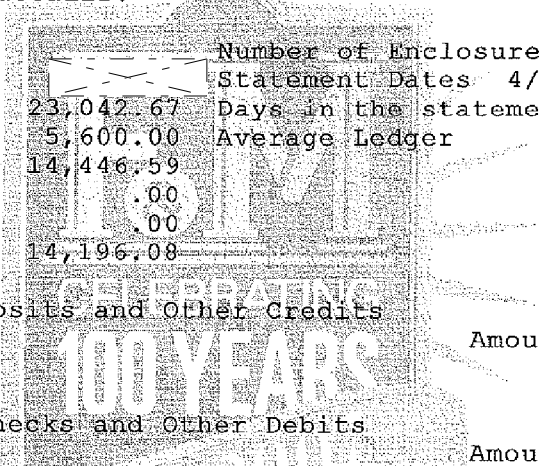 Number of Enclosure
Statement Dates 4/
23,042.67 Days in the stateme
5,600.00 Average Ledger
14,446.59
.00
.00
14,196.08
CELEBRATING
osits and Other Credits
100 YEARS
Amou
hecks and Other Debits
Amou